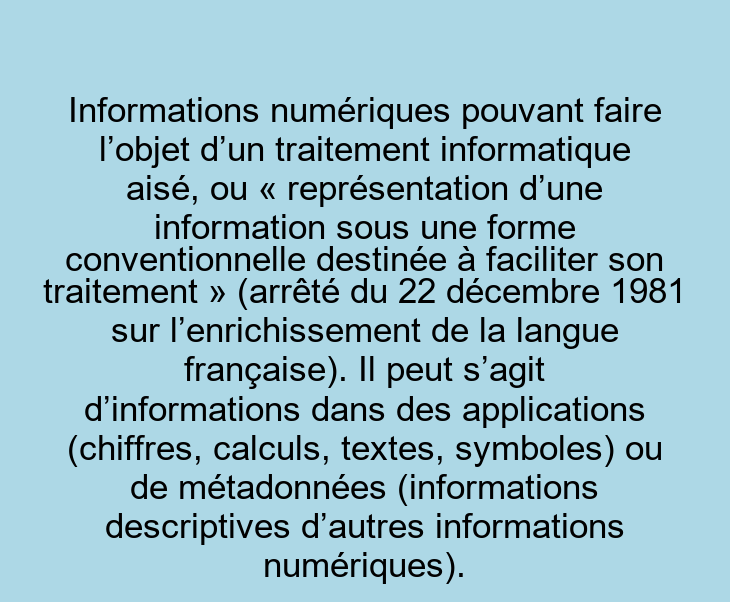 Informations numériques pouvant faire
l’objet d’un traitement informatique
aisé, ou « représentation d’une
information sous une forme
conventionnelle destinée à faciliter son
traitement » (arrêté du 22 décembre 1981
sur l’enrichissement de la langue
française). Il peut s’agit
d’informations dans des applications
(chiffres, calculs, textes, symboles) ou
de métadonnées (informations
descriptives d’autres informations
numériques).